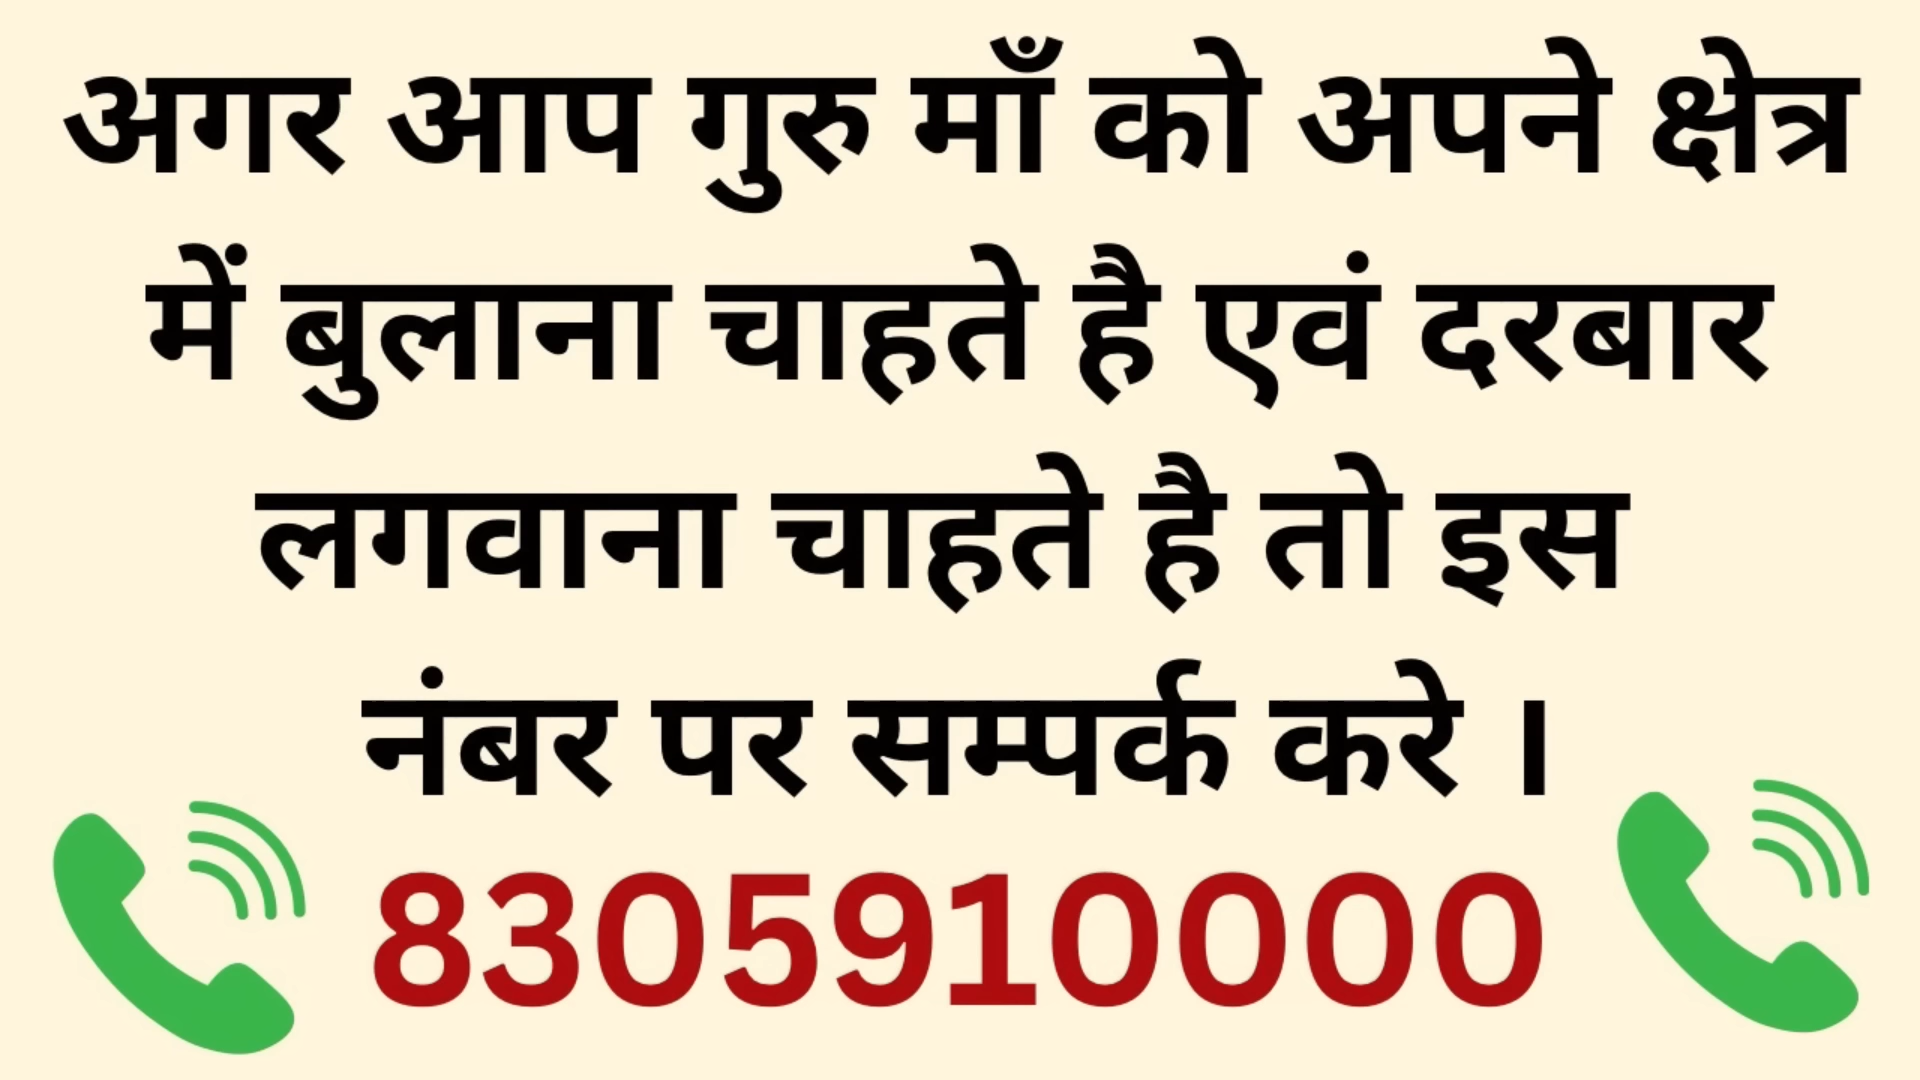 अगर आप गुरु माँ को अपने क्षेत्र
में बुलाना चाहते है एवं दरबार
लगवाना चाहते है तो इस
नंबर पर सम्पर्क करे ।
8305910000